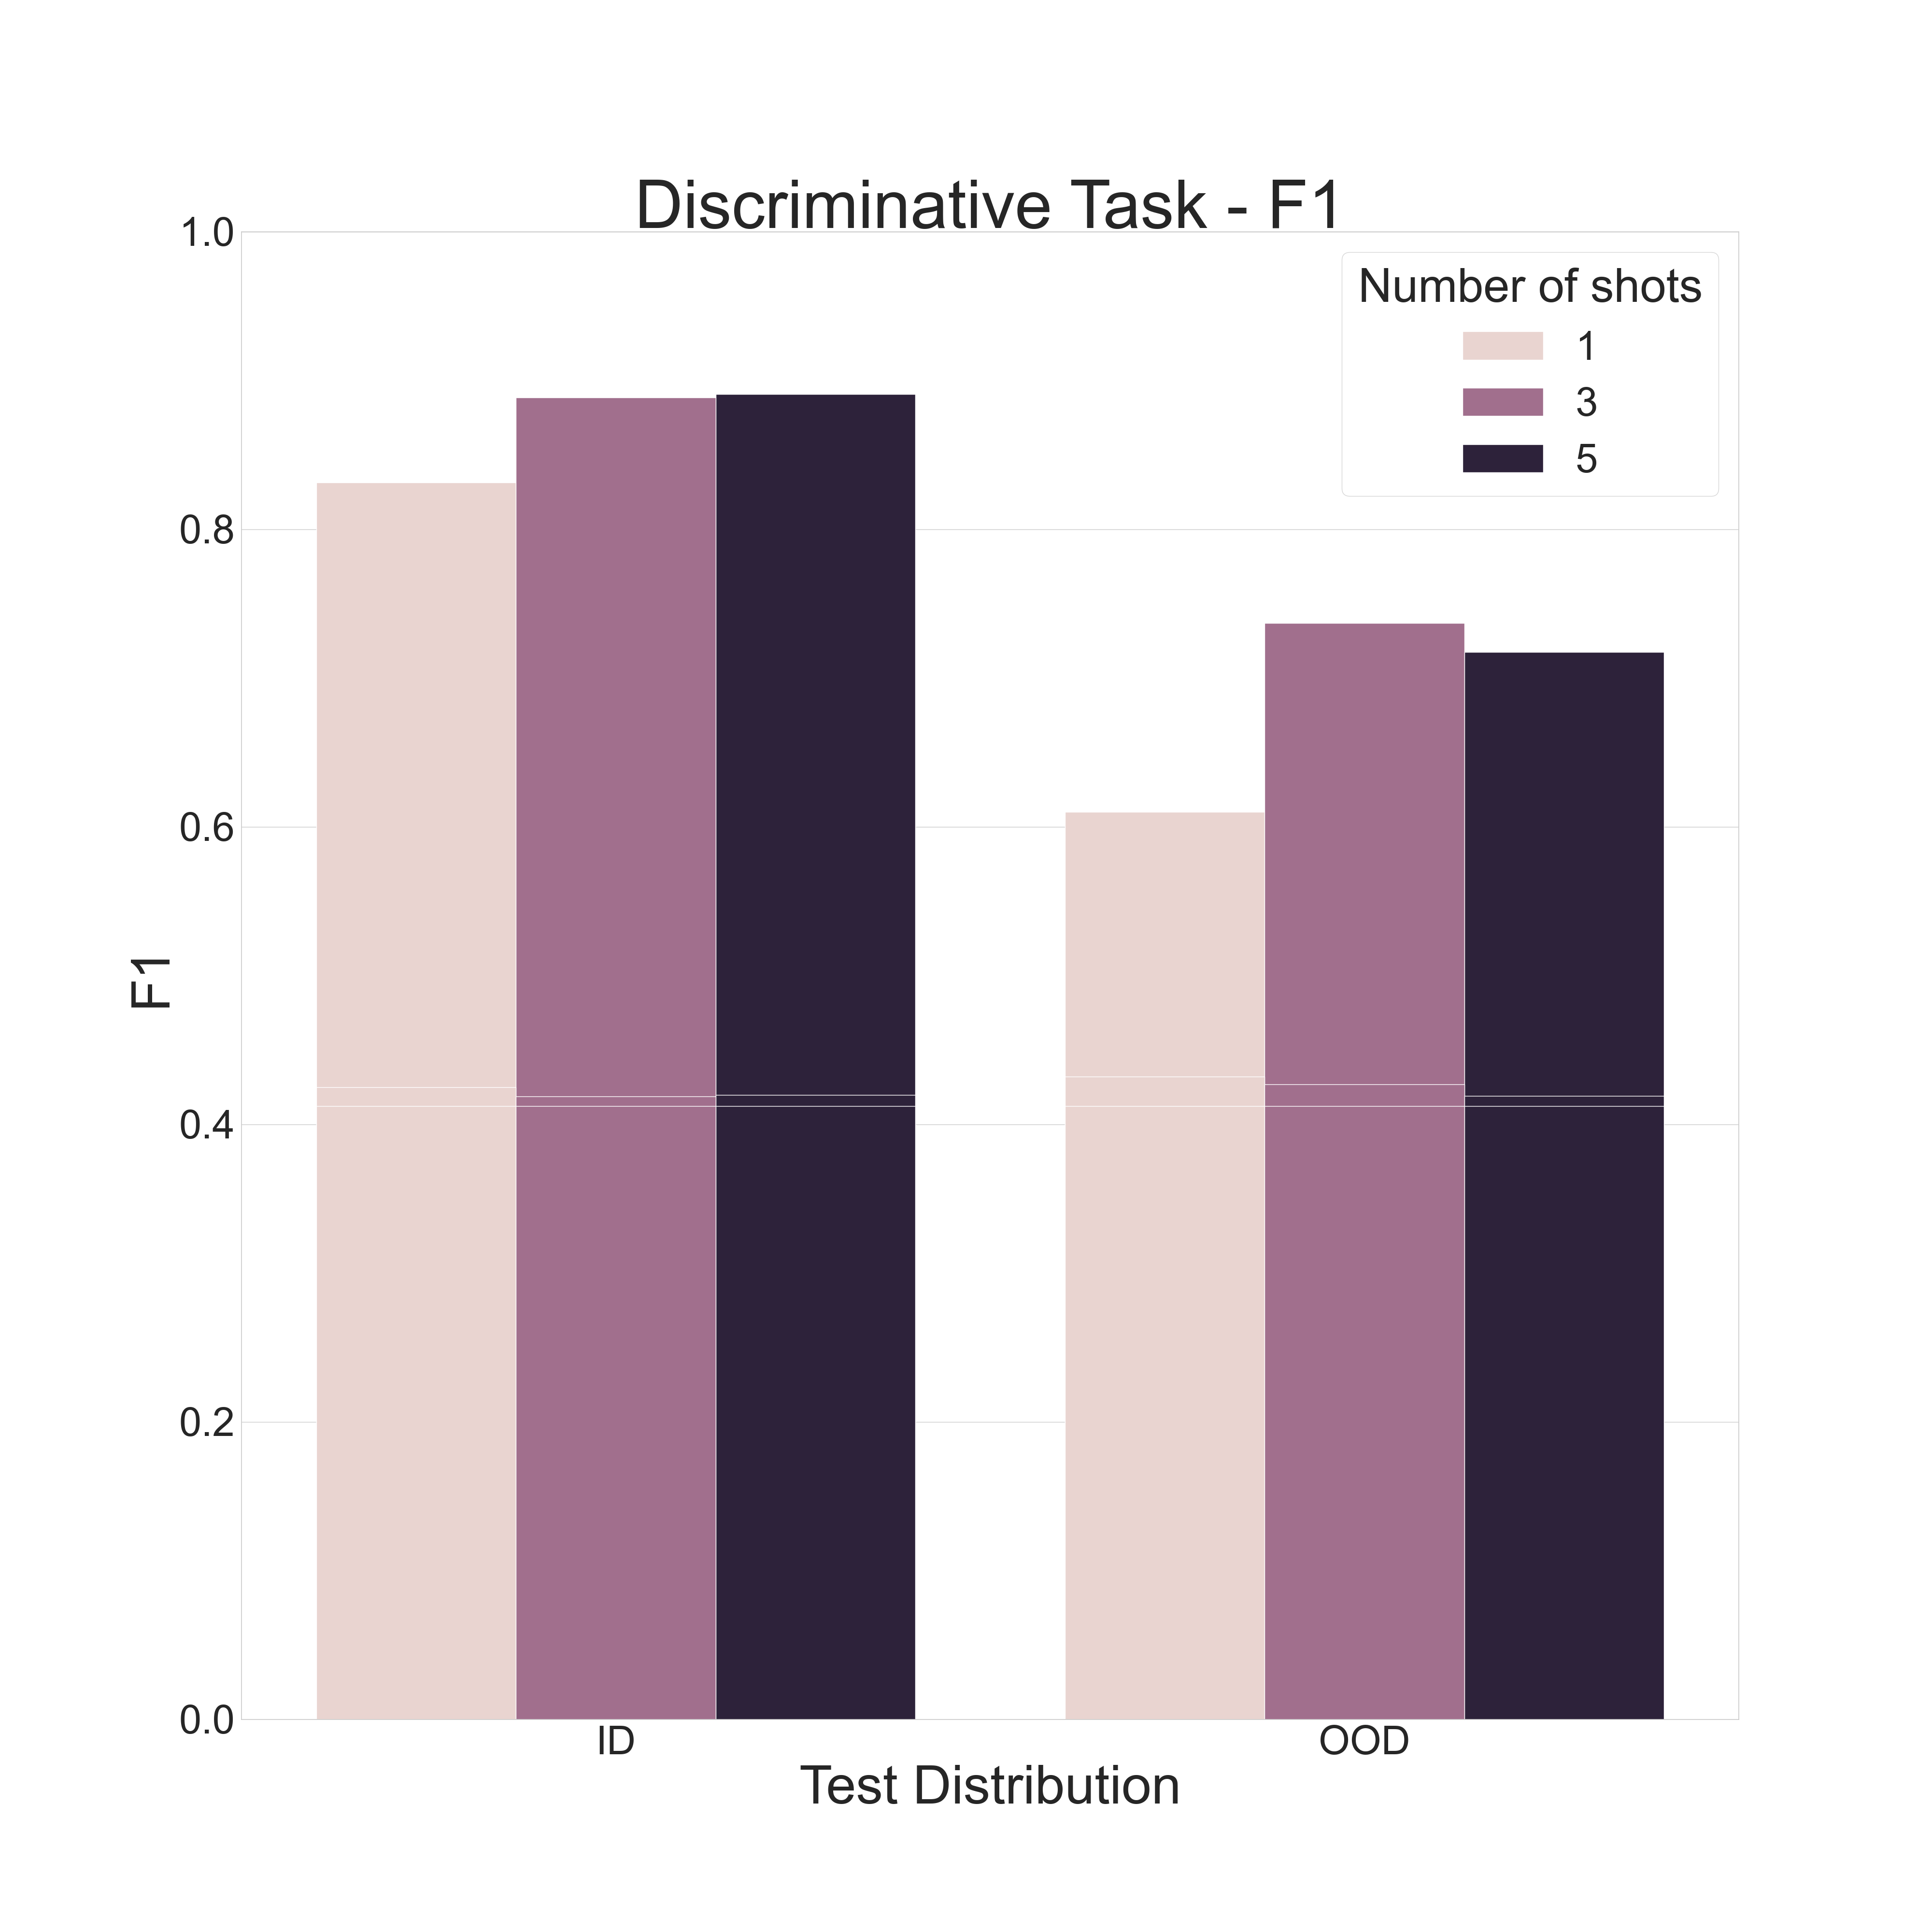 Discriminative Task - F1
1.0
0.8
0.6
0.4
0.2
0.0
F1
Number of shots
1
3
5
ID
OOD
Test Distribution